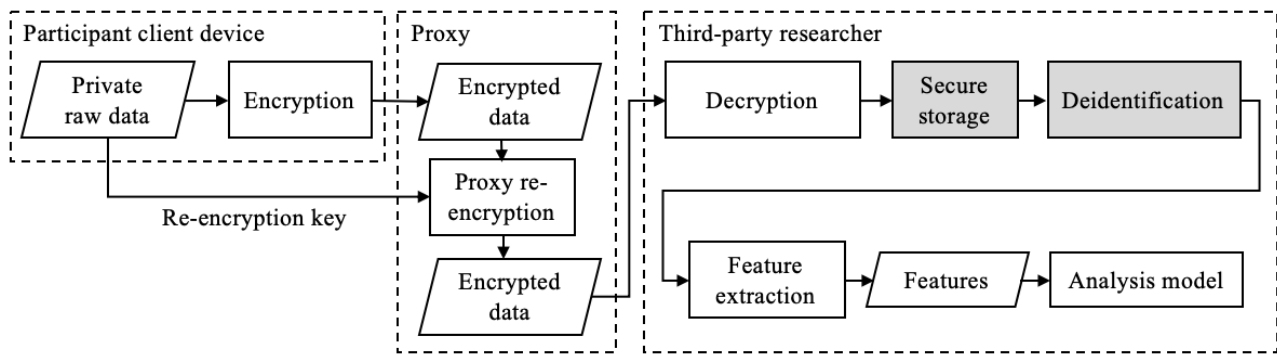 Participant client device
Private
raw data
Encryption
Re-encryption key
Proxy
Encrypted
data
Proxy re-
encryption
Encrypted
data
Third-party researcher
Decryption
Secure
storage
Deidentification
Feature
extraction
Features
Analysis model